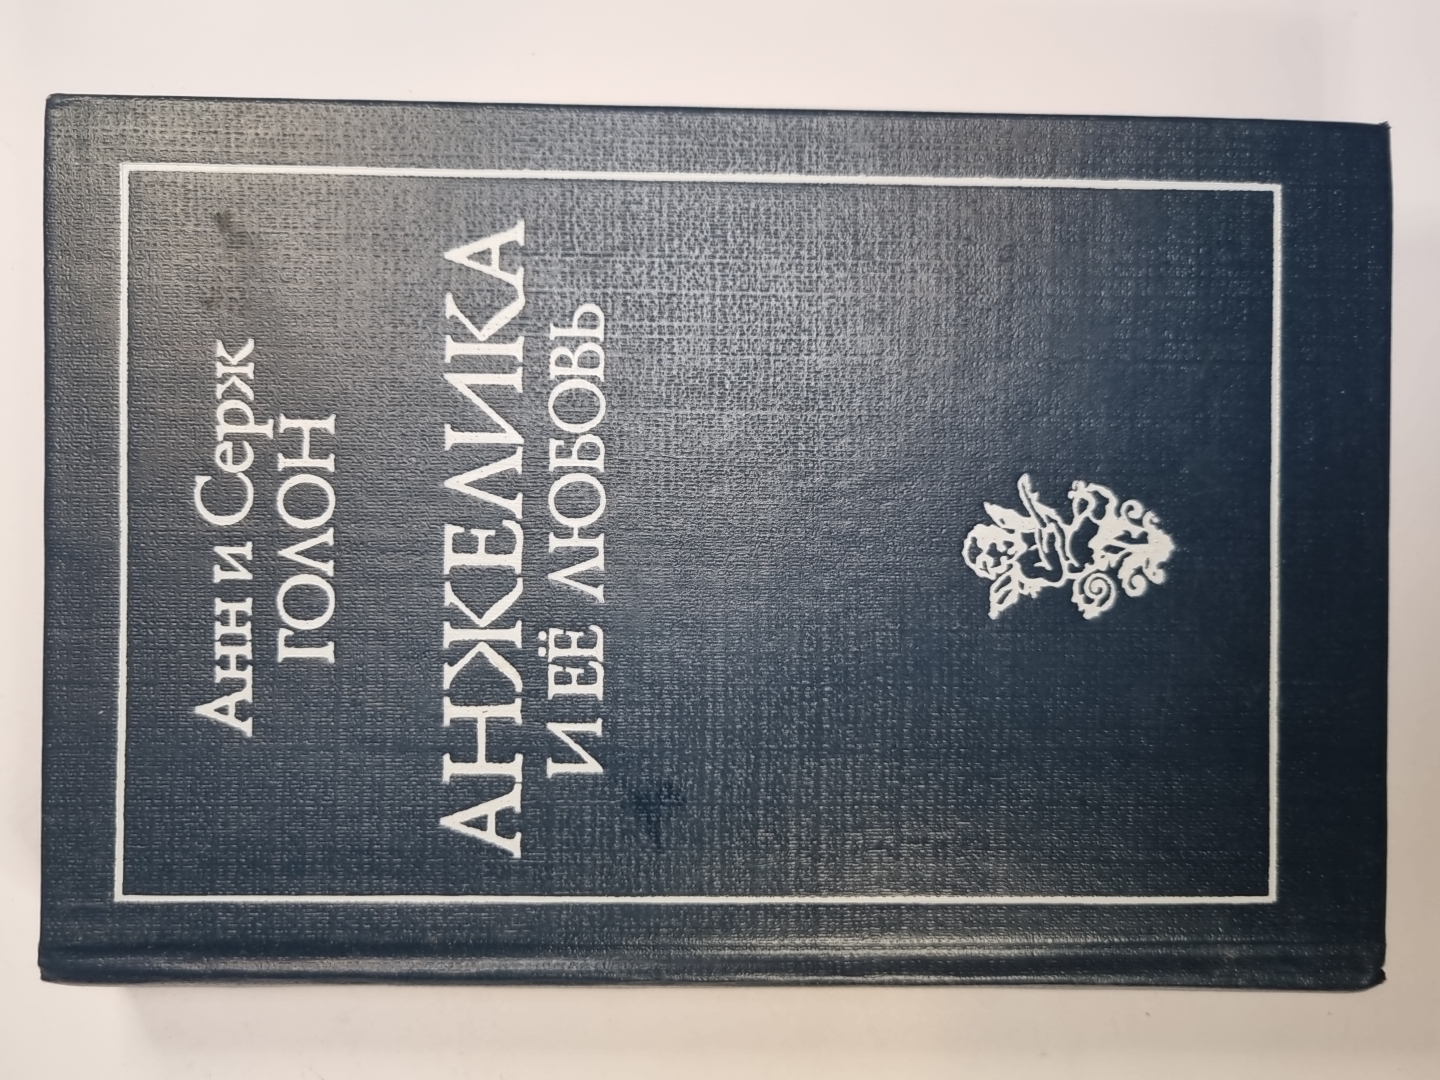 Анн и Серж
ГОЛОН
АНЖЕЛИКА
И ЕЁ ЛЮБОВЬ